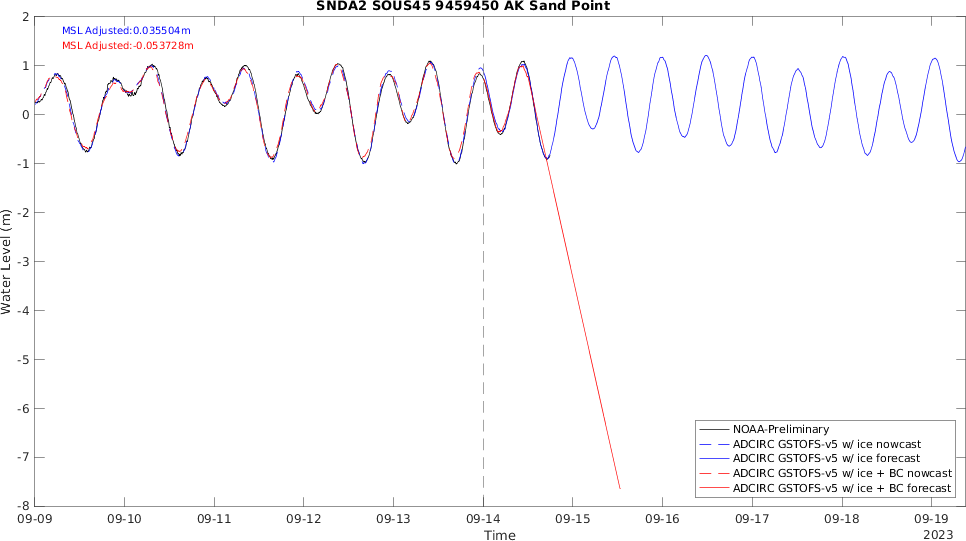 SNDA2 SOUS45 9459450 AK Sand Point
MSL Adjusted:0.035504m
MSL Adjusted:-0.053728m
2
1
0
-1
-2
-3
-4
-5
-6
-7
-8
Water Level (m)
NOAA-Preliminary
ADCIRC GSTOFS-v5 w/ ice nowcast
ADCIRC GSTOFS-v5 w/ ice forecast
ADCIRC GSTOFS-v5 w/ ice + BC nowcast
ADCIRC GSTOFS-v5 w/ ice + BC forecast
09-09 09-10 09-11 09-12 09-13 09-14 09-15 09-16 09-17 09-18 09-19
Time
2023